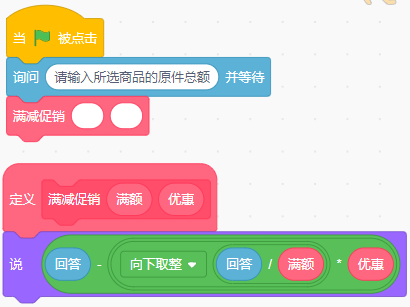 当 被点击
询问 请输入所选商品的原件总额 并等待
满减促销
定义 满减促销 满额 优惠
说 回答 - 向下取整 回答 / 满额 * 优惠